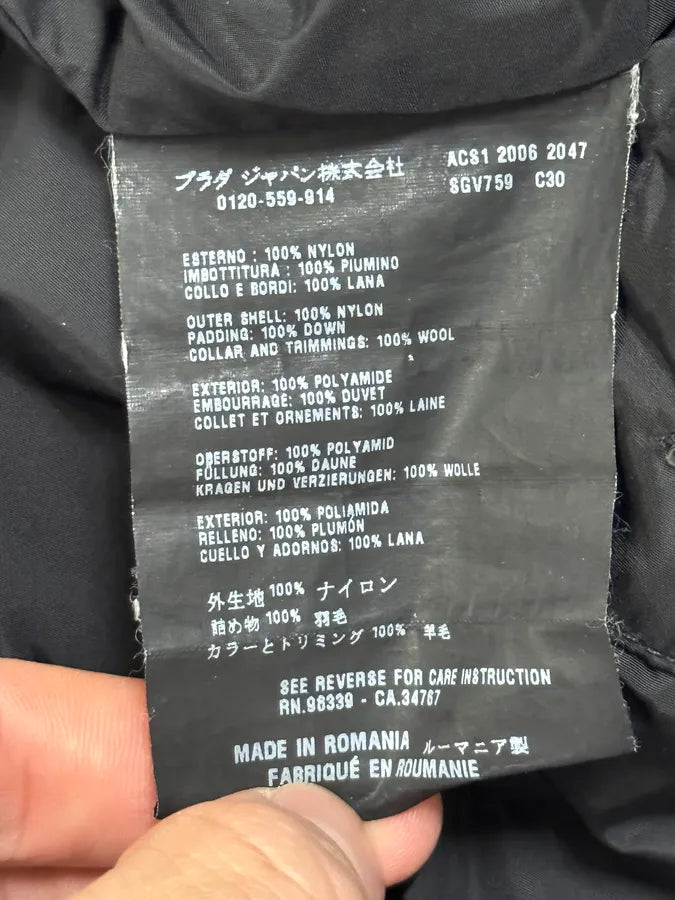 プラダ ジャパン株式会社
0120-559-914
ACS1 2006 2047
SGV759 C30
ESTERNO : 100% NYLON
IMBOTTITURA : 100% PIUMINO
COLLO E BORDI: 100% LANA
OUTER SHELL: 100% NYLON
PADDING: 100% DOWN
COLLAR AND TRIMMINGS: 100% WOOL
EXTERIOR: 100% POLYAMIDE
EMBOURRAGE: 100% DUVET
COLLET ET ORNEMENTS: 100% LAINE
OBERSTOFF: 100% POLYAMID
FÜLLUNG: 100% DAUNE
KRAGEN UND VERZIERUNGEN: 100% WOLLE
EXTERIOR: 100% POLIAMIDA
RELLENO: 100% PLUMÓN
CUELLO Y ADORNOS: 100% LANA
外生地 100% ナイロン
詰め物 100% 羽毛
カラーとトリミング 100% 羊毛
SEE REVERSE FOR CARE INSTRUCTION
RN.98339 - CA.34767
MADE IN ROMANIA ルーマニア製
FABRIQUÉ EN ROUMANIE